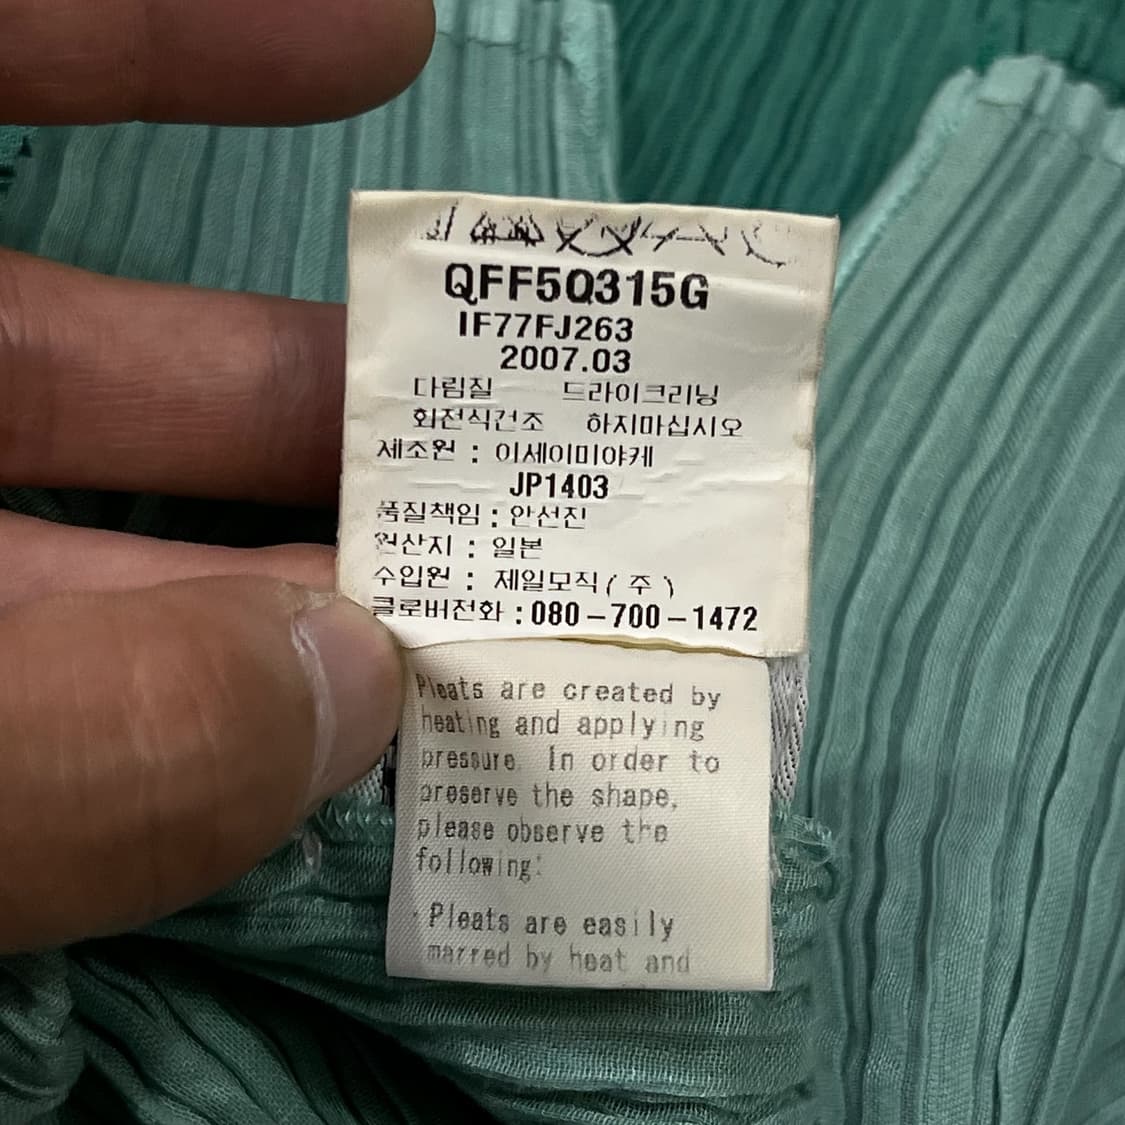 QFF5Q315G
IF77FJ263
2007.03
다림질 드라이크리닝
회전식건조 하지마십시오
제조원 : 이세이미야케
JP1403
품질책임 : 안선진
원산지 : 일본
수입원 : 제일모직 ( 주 )
클로버전화 : 080-700-1472
Pleats are created by
heating and applying
pressure. In order to
preserve the shape,
please observe the
following:
· Pleats are easily
marred by heat and